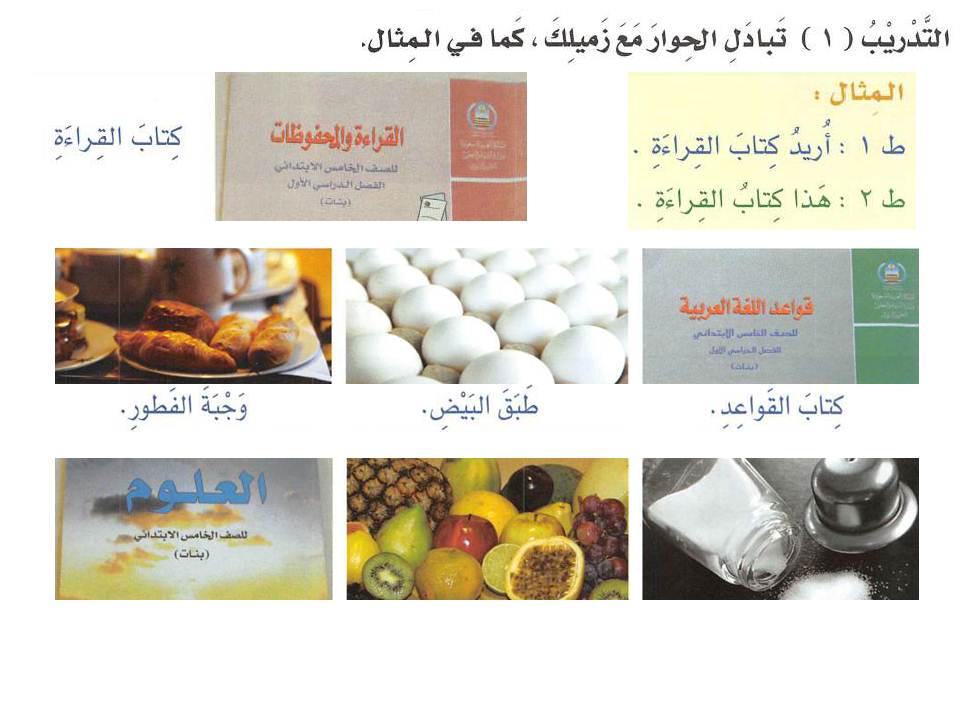 التَّدْريْبُ ( ١ ) تَبادَلِ الحِوارَ مَعَ زَميلِكَ ، كَما في المِثال.
المِثال :
ط ١ : أُريدُ كِتابَ القِراءَةِ .
ط ٢ : هَذا كِتابُ القِراءَةِ .
القراءة والمحفوظات
للصف الخامس الابتدائي
الفصل الدراسي الأول
(بنات)
كِتابَ القِراءَةِ
قواعد اللغة العربية
للصف الخامس الابتدائي
الفصل الدراسي الأول
(بنات)
كِتابَ القَواعِدِ.
طَبَقَ البَيْضِ.
وَجْبَةَ الفَطورِ.
العلوم
للصف الخامس الابتدائي
(بنات)